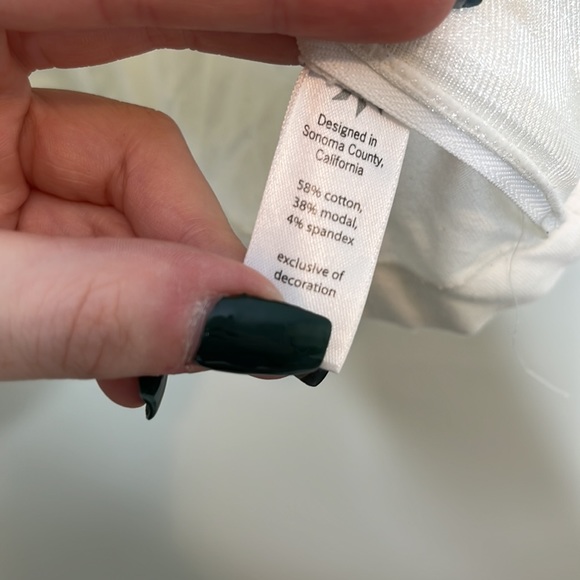 Designed in
Sonoma County,
California
58% cotton,
38% modal,
4% spandex
exclusive of
decoration